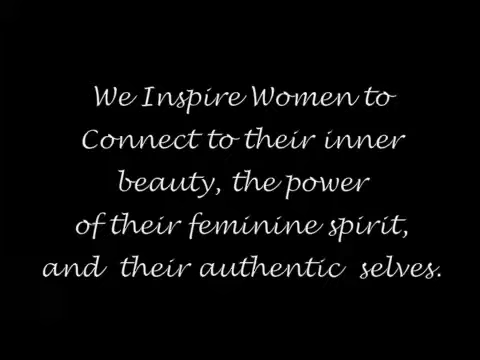 We Inspire Women to
Connect to their inner
beauty, the power
of their feminine spirit,
and their authentic selves.